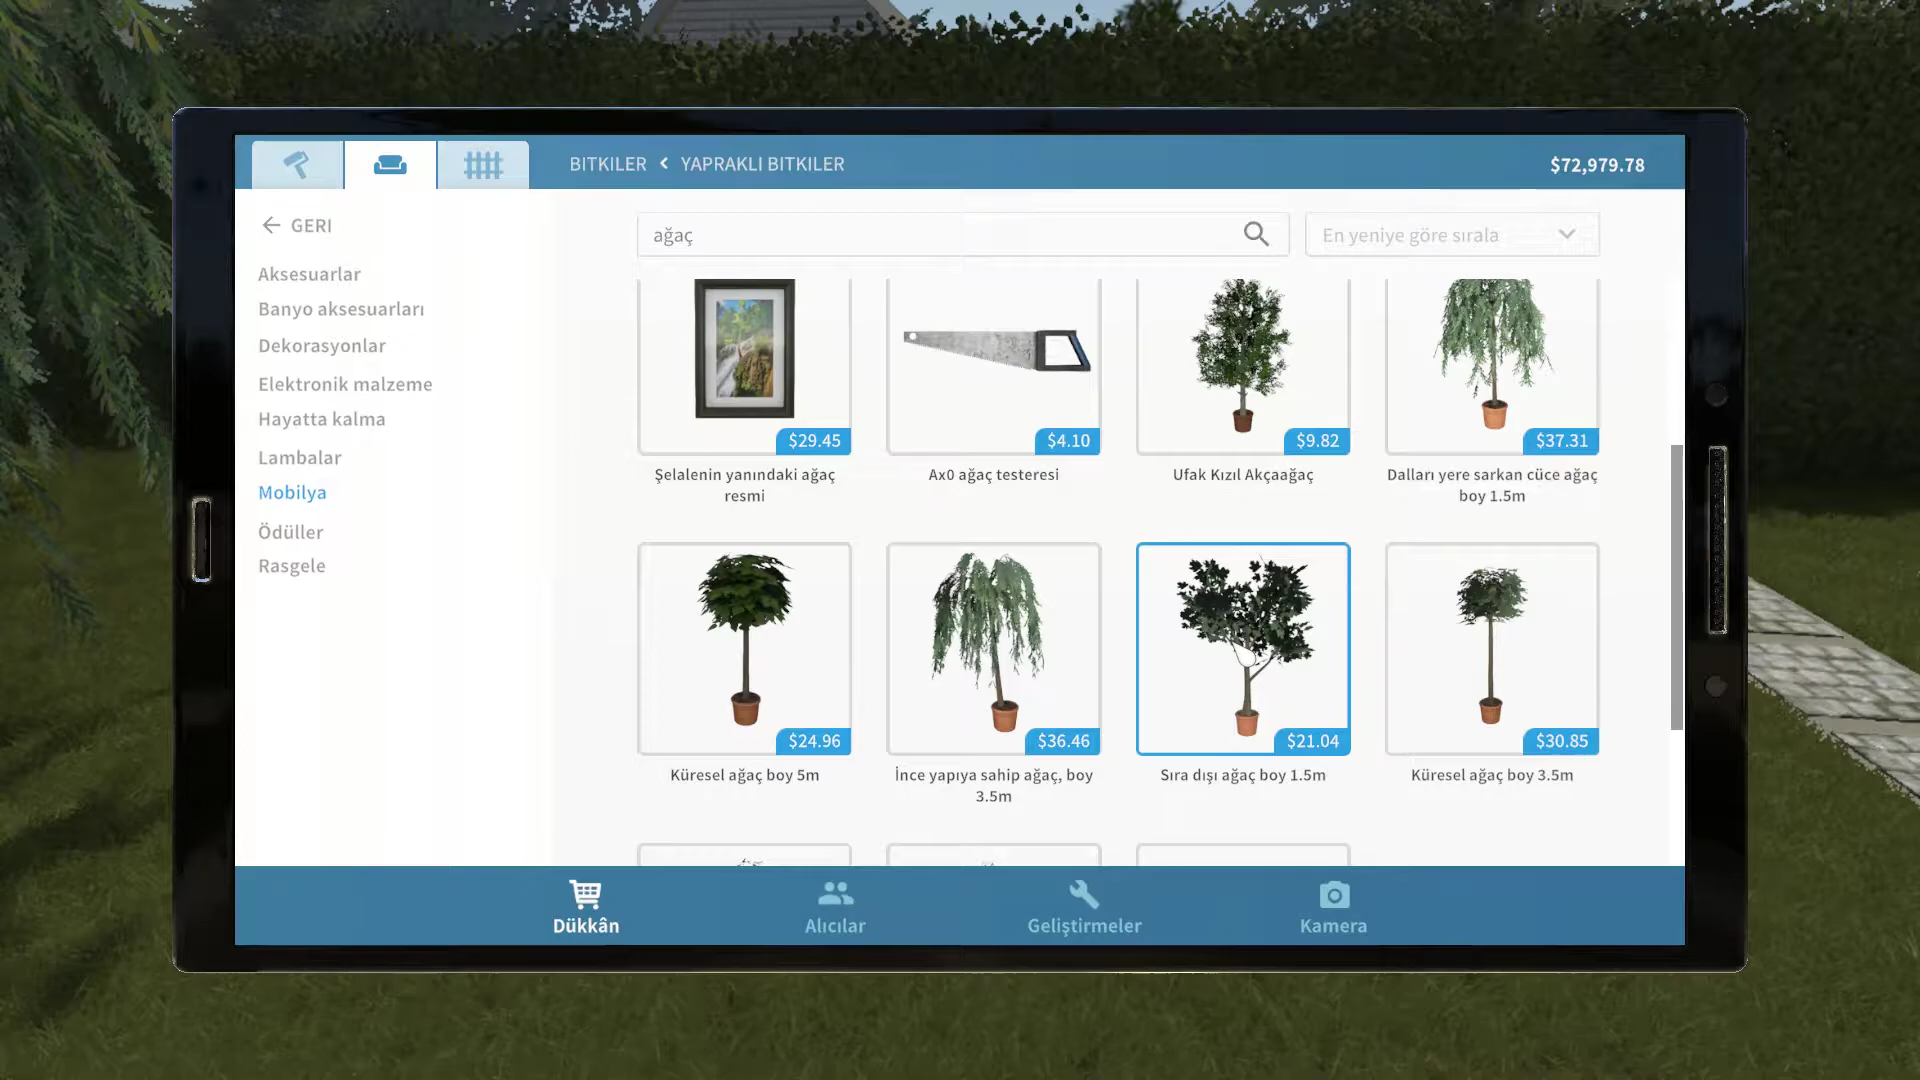 BITKILER < YAPRAKLI BITKILER
$72,979.78
GERI
ağaç
En yeniye göre sırala
Aksesuarlar
Banyo aksesuarları
Dekorasyonlar
Elektronik malzeme
Hayatta kalma
Lambalar
Mobilya
Ödüller
Rasgele
$29.45
$4.10
$9.82
$37.31
Şelalenin yanındaki ağaç
resmi
Ax0 ağaç testeresi
Ufak Kızıl Akçaağaç
Dalları yere sarkan cüce ağaç
boy 1.5m
$24.96
$36.46
$21.04
$30.85
Küresel ağaç boy 5m
İnce yapıya sahip ağaç, boy
3.5m
Sıra dışı ağaç boy 1.5m
Küresel ağaç boy 3.5m
Dükkân
Alıcılar
Geliştirmeler
Kamera